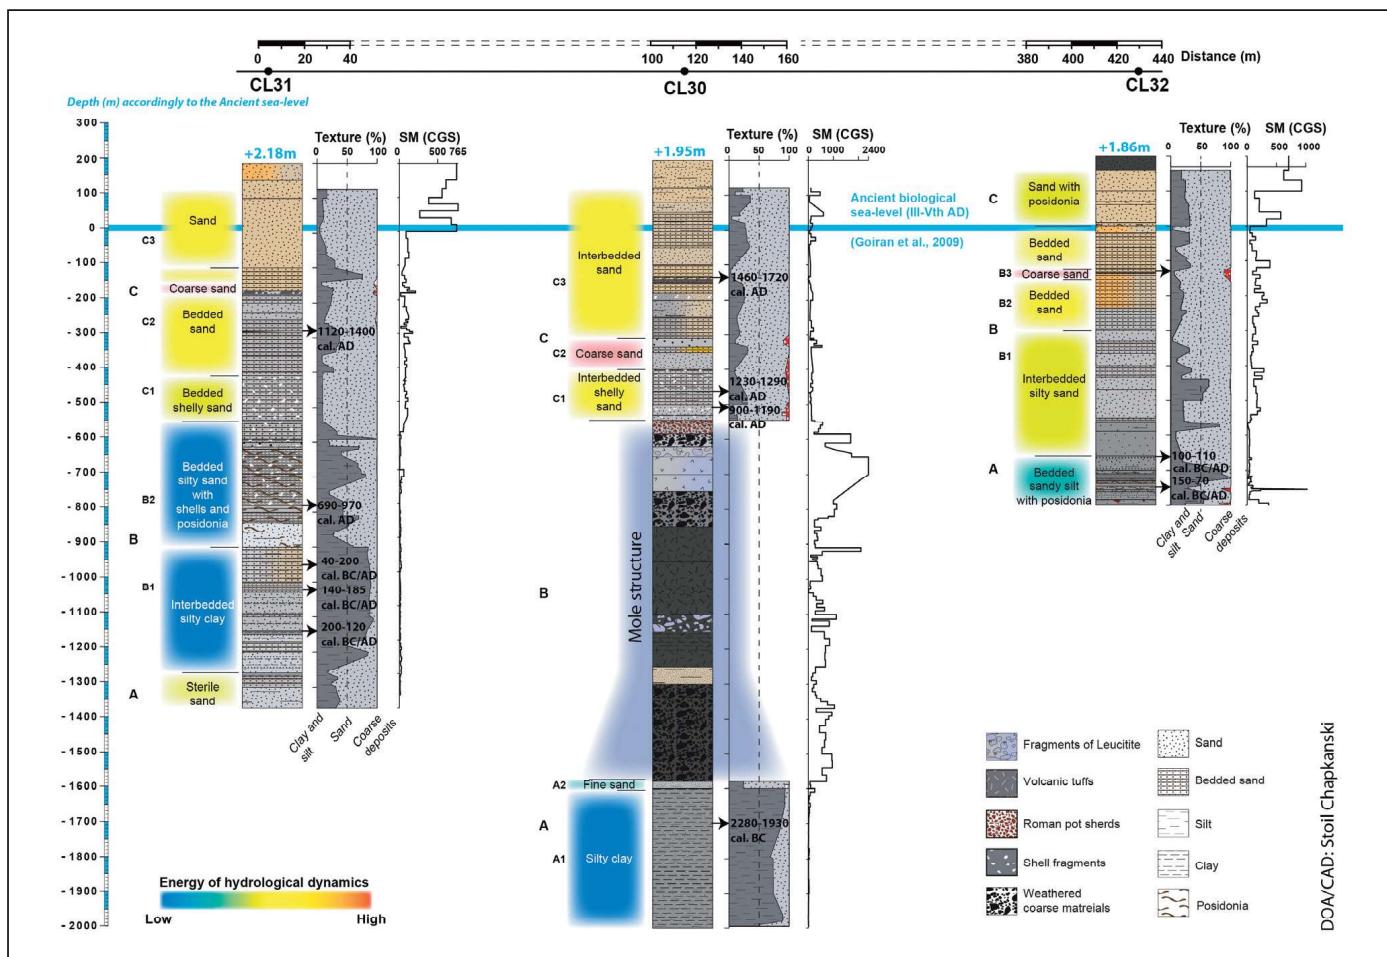 0 20 40 100 120 140 160 380 400 420 440 Distance (m)
CL31 CL30 CL32
Depth (m) accordingly to the Ancient sea-level
300
200
100
0
- 100
- 200
- 300
- 400
- 500
- 600
- 700
- 800
- 900
- 1000
- 1100
- 1200
- 1300
- 1400
- 1500
- 1600
- 1700
- 1800
- 1900
- 2000
+2.18m
Texture (%)
0 50 100
SM (CGS)
0 500 765
Sand
C3
Coarse sand
C
Bedded
sand
C2
1120-1400
cal. AD
C1
Bedded
shelly sand
Bedded
silty sand
with
shells and
posidonia
B2
690-970
cal. AD
B
40-200
cal. BC/AD
B1
140-185
cal. BC/AD
Interbedded
silty clay
200-120
cal. BC/AD
Sterile
sand
A
Clay and
silt
Sand
Coarse
deposits
+1.95m
Texture (%)
0 50 100
SM (CGS)
0 1000 2400
Ancient biological
sea-level (III-Vth AD)
(Goiran et al., 2009)
Interbedded
sand
C3
1460-1720
cal. AD
C
C2
Coarse sand
Interbedded
shelly
sand
C1
1230-1290
cal. AD
900-1190
cal. AD
Mole structure
B
A2
Fine sand
A
2280-1930
cal. BC
A1
Silty clay
+1.86m
Texture (%)
0 50 100
SM (CGS)
0 500 1000
C
Sand with
posidonia
Bedded
sand
B3
Coarse sand
B2
Bedded
sand
B
B1
Interbedded
silty sand
A
100-110
cal. BC/AD
Bedded
sandy silt
with posidonia
150-70
cal. BC/AD
Clay and
silt
Sand
Coarse
deposits
Fragments of Leucitite
Volcanic tuffs
Roman pot sherds
Shell fragments
Weathered
coarse matreials
Sand
Bedded sand
Silt
Clay
Posidonia
Energy of hydrological dynamics
Low High
DOA/CAD: Stoil Chapkanski